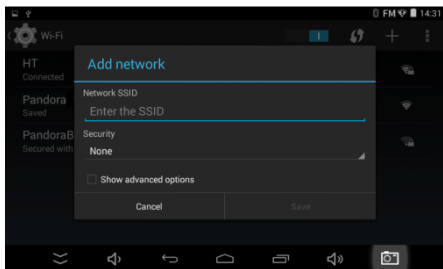 FM 14:31
Wi-Fi
HT
Connected
Pandora
Saved
PandoraB
Secured with
Add network
Network SSID
Enter the SSID
Security
None
Show advanced options
Cancel
Save